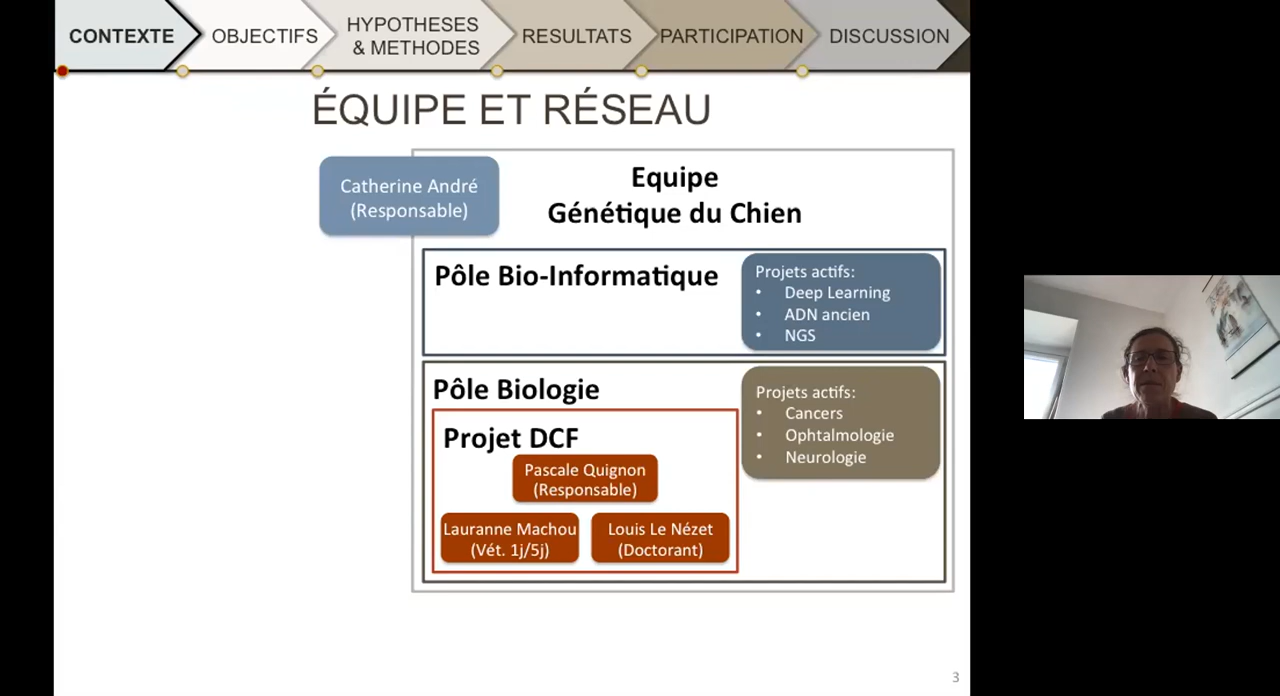 CONTEXTE
OBJECTIFS
HYPOTHESES
& METHODES
RESULTATS
PARTICIPATION
DISCUSSION
ÉQUIPE ET RÉSEAU
Catherine André
(Responsable)
Equipe
Génétique du Chien
Pôle Bio-Informatique
Projets actifs:
• Deep Learning
• ADN ancien
• NGS
Pôle Biologie
Projets actifs:
• Cancers
• Ophtalmologie
• Neurologie
Projet DCF
Pascale Quignon
(Responsable)
Lauranne Machou
(Vét. 1j/5j)
Louis Le Nézet
(Doctorant)
3